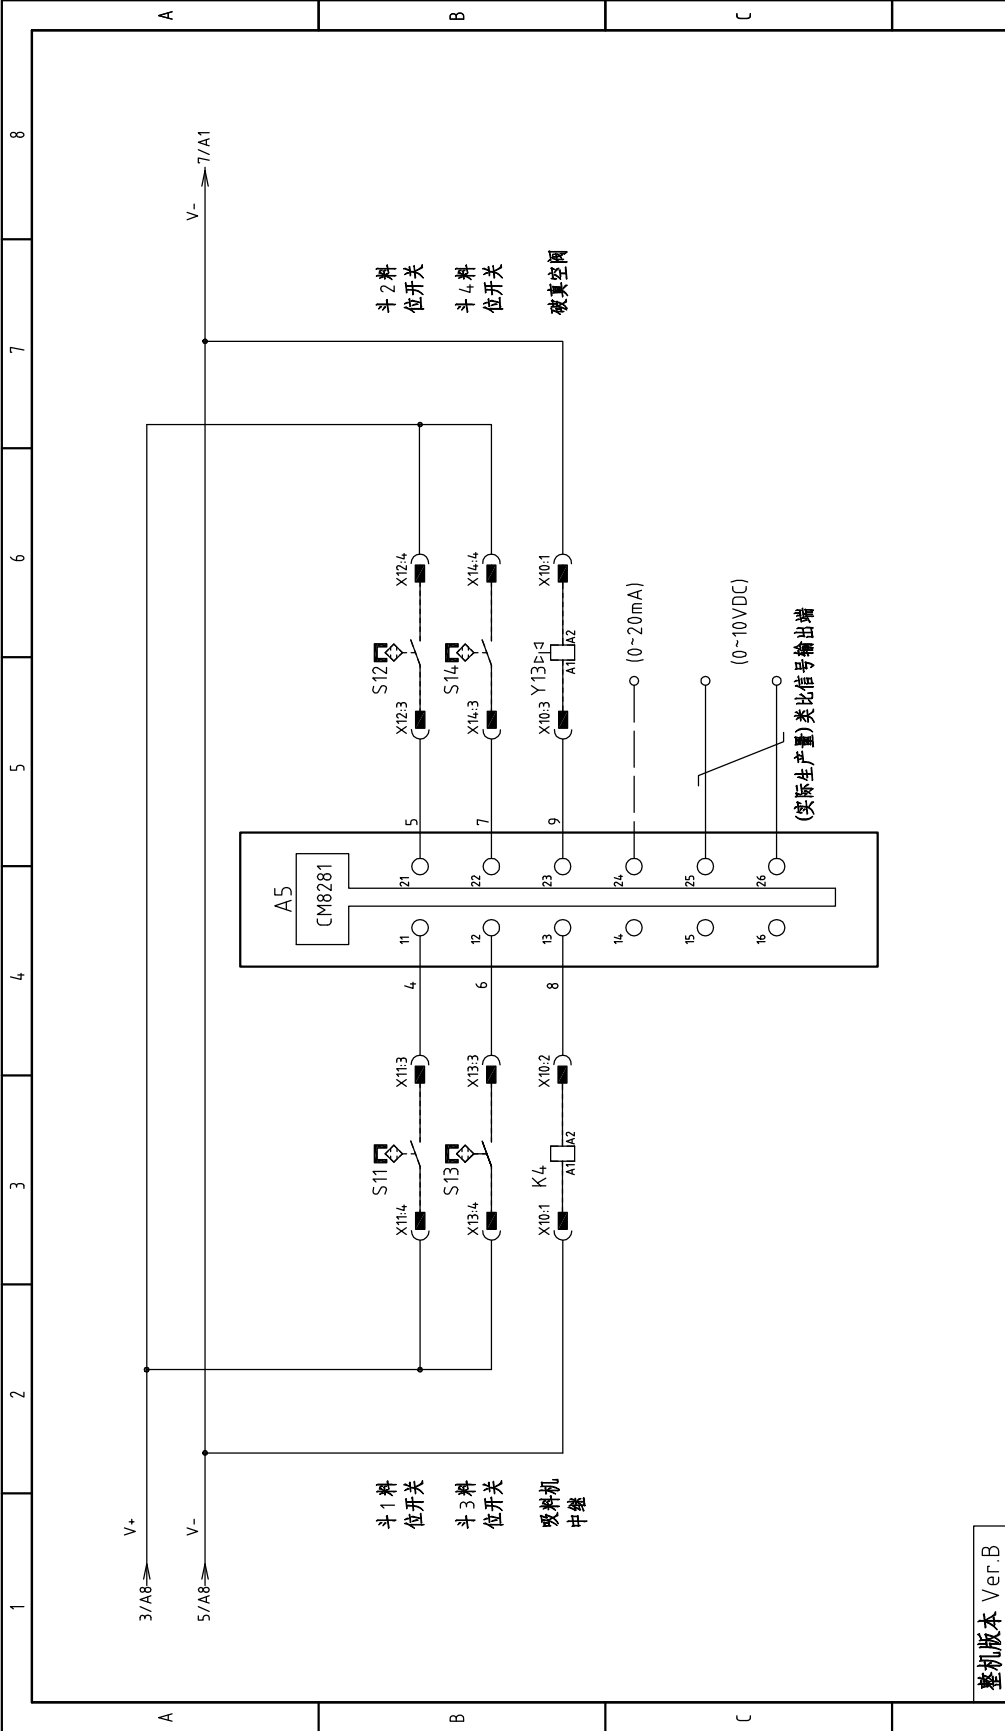 1 2 3 4 5 6 7 8
A A
3/A8 V+
5/A8 V- V- 7/A1
B B
斗1料
位开关
斗2料
位开关
S11 S12
X11:4 X11:3 X12:3 X12:4
4 11 21 5
斗3料
位开关
斗4料
位开关
S13 S14
X13:4 X13:3 X14:3 X14:4
6 12 22 7
吸料机
中继
破真空阀
K4 Y13
X10:1 X10:2 X10:3 X10:1
A1 A2 A1 A2
8 13 23 9
A5
CM8281
14 24 (0~20mA)
15 25
(0~10VDC)
16 26
(实际生产量)类比信号输出端
C C
整机版本 Ver.B